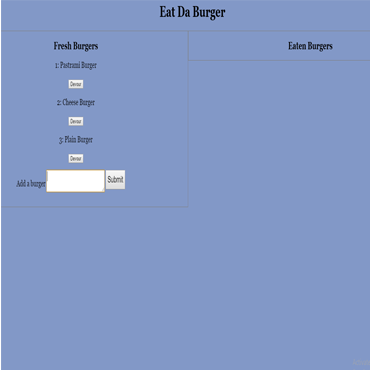 Eat Da Burger
Fresh Burgers
Eaten Burgers
1: Pastrami Burger
Devour
2: Cheese Burger
Devour
3: Plain Burger
Devour
Add a burger
Submit